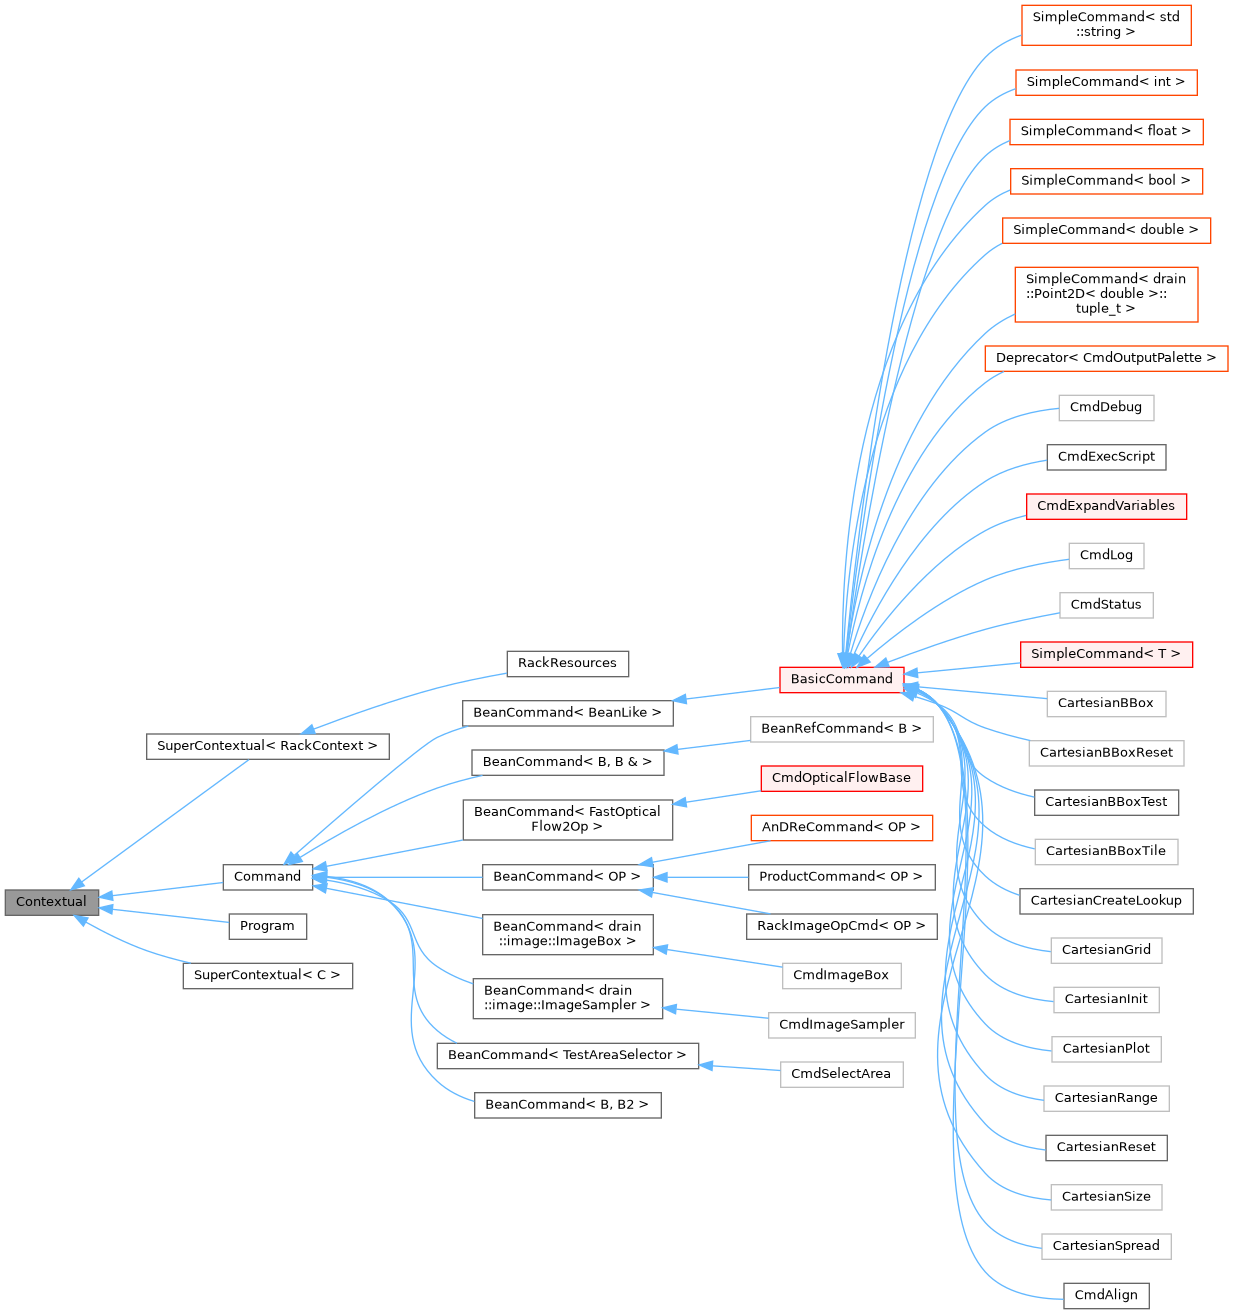 SimpleCommand< std
::string >
SimpleCommand< int >
SimpleCommand< float >
SimpleCommand< bool >
SimpleCommand< double >
SimpleCommand< drain
::Point2D< double >::
tuple_t >
Deprecator< CmdOutputPalette >
CmdDebug
CmdExecScript
CmdExpandVariables
CmdLog
CmdStatus
SimpleCommand< T >
RackResources
BasicCommand
CartesianBBox
BeanCommand< BeanLike >
BeanRefCommand< B >
SuperContextual< RackContext >
CartesianBBoxReset
BeanCommand< B, B & >
CmdOpticalFlowBase
CartesianBBoxTest
BeanCommand< FastOptical
Flow2Op >
AnDReCommand< OP >
CartesianBBoxTile
Command
BeanCommand< OP >
ProductCommand< OP >
Contextual
CartesianCreateLookup
Program
BeanCommand< drain
::image::ImageBox >
RackImageOpCmd< OP >
CartesianGrid
SuperContextual< C >
CmdImageBox
BeanCommand< drain
::image::ImageSampler >
CartesianInit
CmdImageSampler
BeanCommand< TestAreaSelector >
CartesianPlot
CmdSelectArea
BeanCommand< B, B2 >
CartesianRange
CartesianReset
CartesianSize
CartesianSpread
CmdAlign